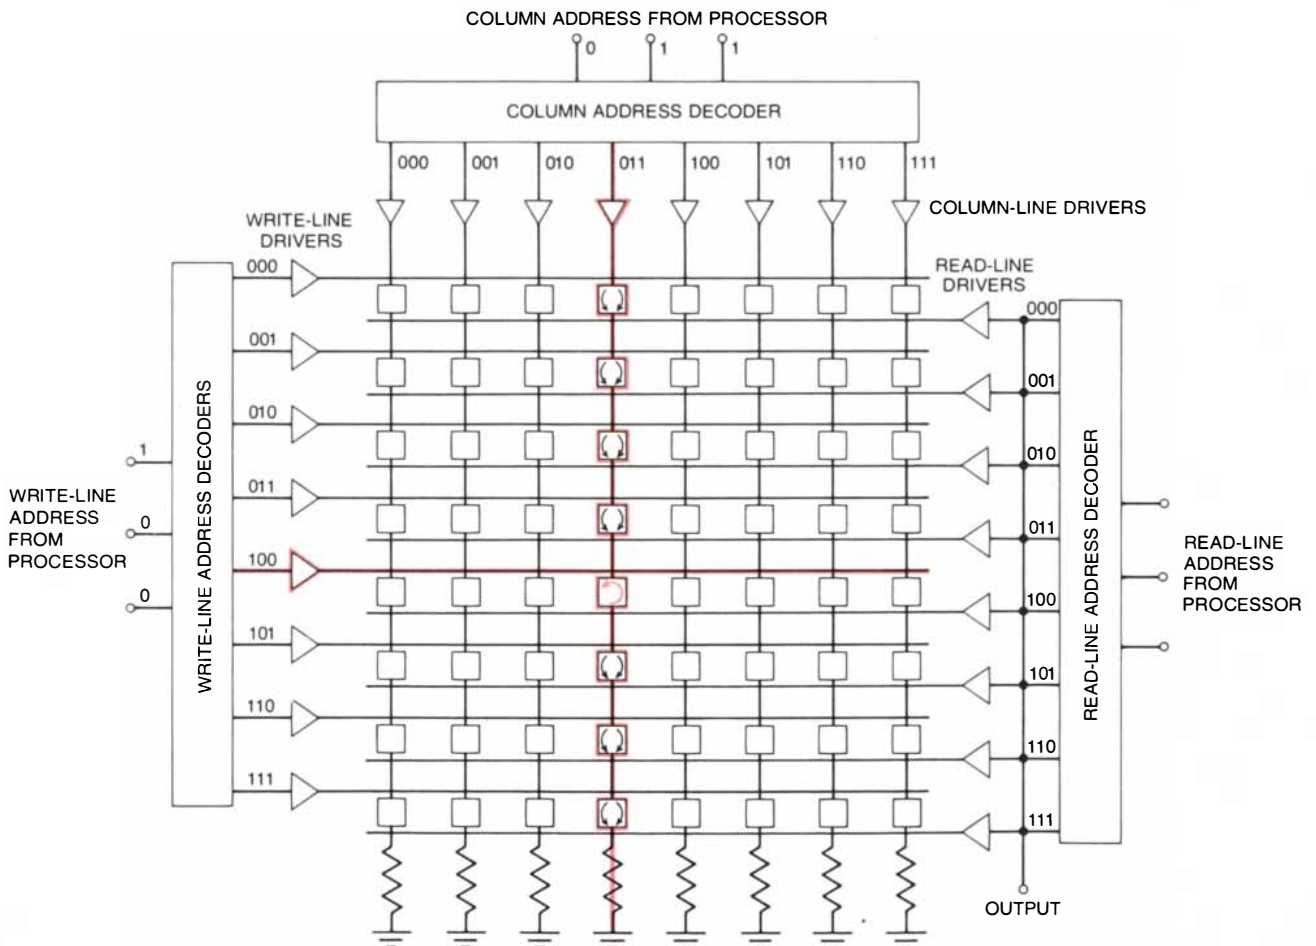 COLUMN ADDRESS FROM PROCESSOR
0 1 1
COLUMN ADDRESS DECODER
000 001 010 011 100 101 110 111
COLUMN-LINE DRIVERS
WRITE-LINE
DRIVERS
READ-LINE
DRIVERS
WRITE-LINE
ADDRESS
FROM
PROCESSOR
1
0
0
WRITE-LINE ADDRESS DECODERS
000
001
010
011
100
101
110
111
000
001
010
011
100
101
110
111
READ-LINE ADDRESS DECODER
READ-LINE
ADDRESS
FROM
PROCESSOR
OUTPUT